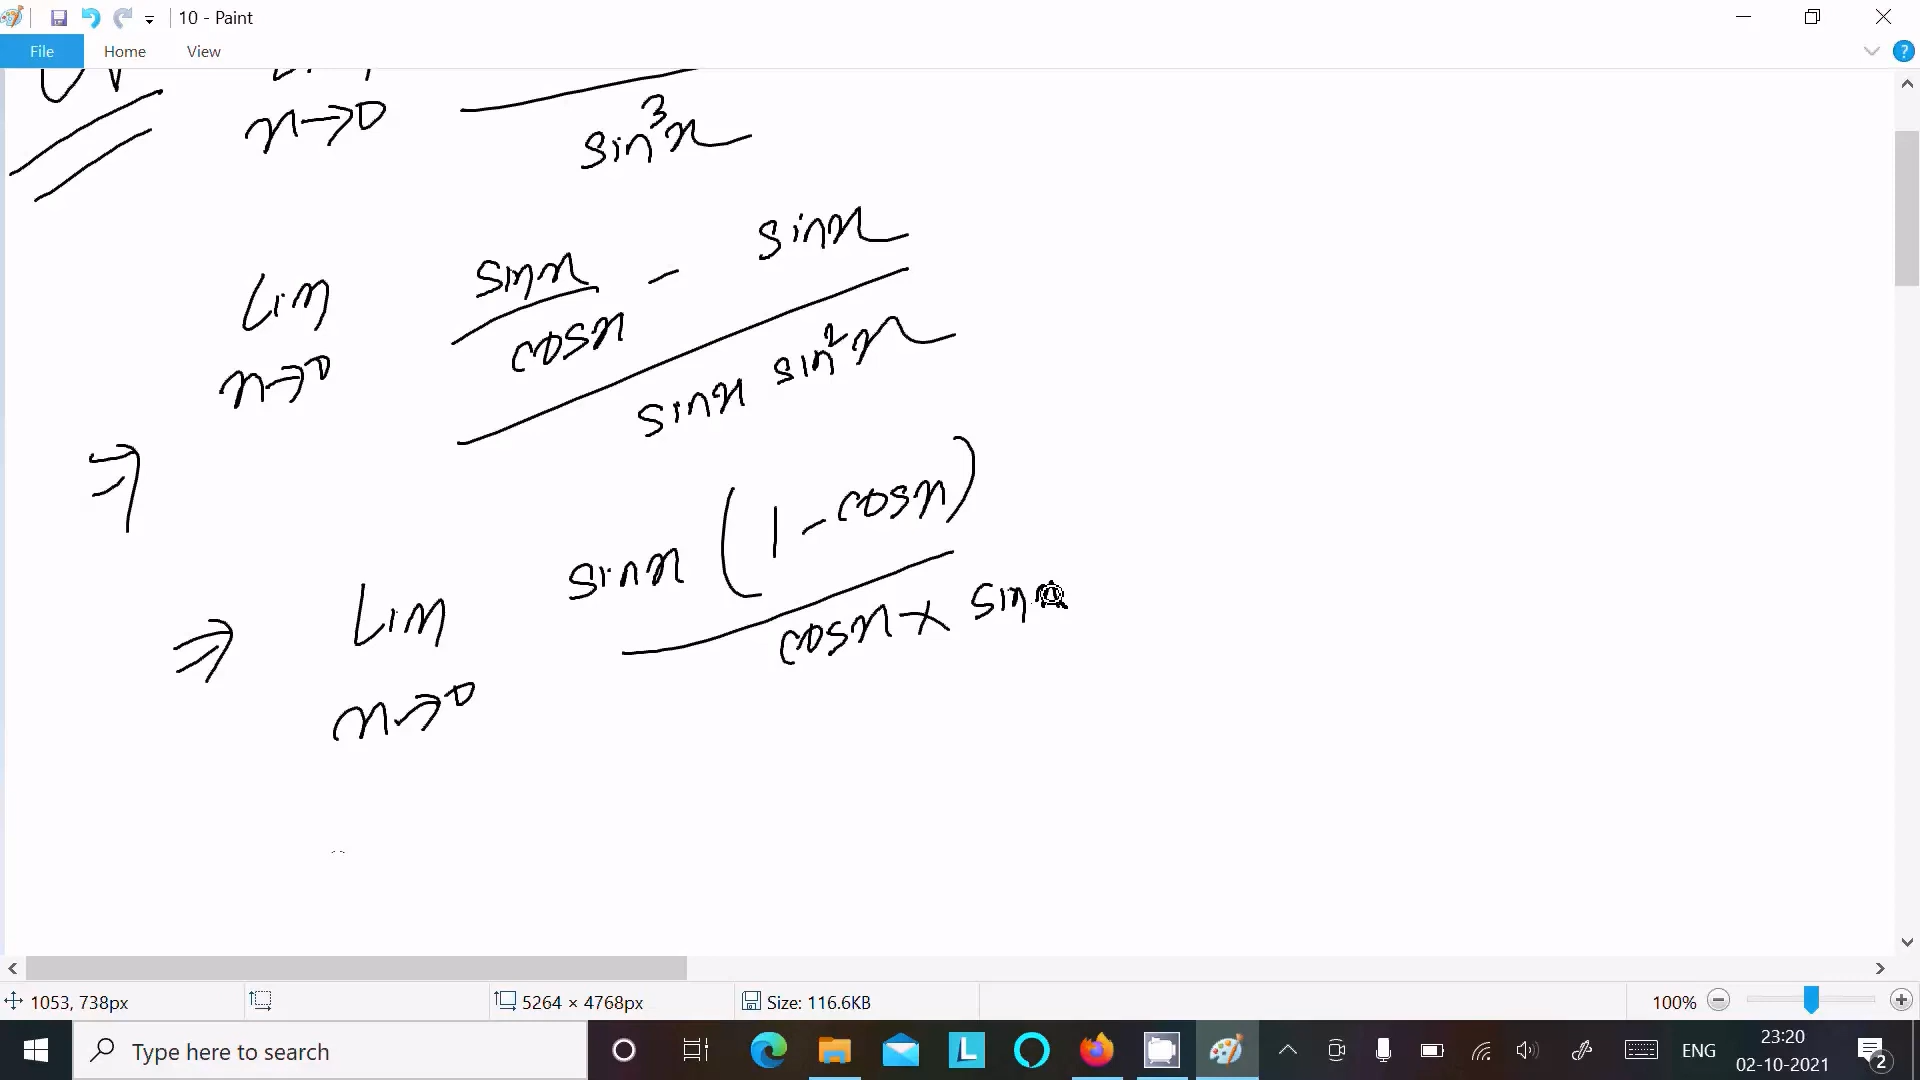 10 - Paint
File Home View
x→0 sin³x
Lim sinx/cosx - sinx
x→0 sinx sin²x
⇒
⇒ Lim sinx (1 - cosx)
x→0 cosx × sin
1053, 738px 5264 × 4768px Size: 116.6KB 100%
Type here to search ENG 23:20
02-10-2021 2